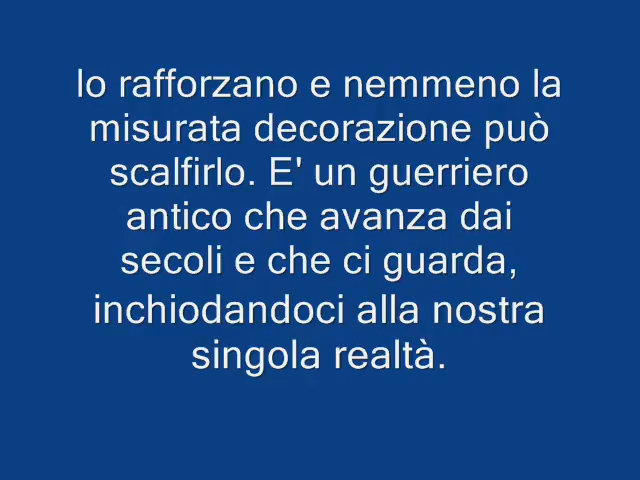 lo rafforzano e nemmeno la
misurata decorazione può
scalfirlo. E' un guerriero
antico che avanza dai
secoli e che ci guarda,
inchiodandoci alla nostra
singola realtà.